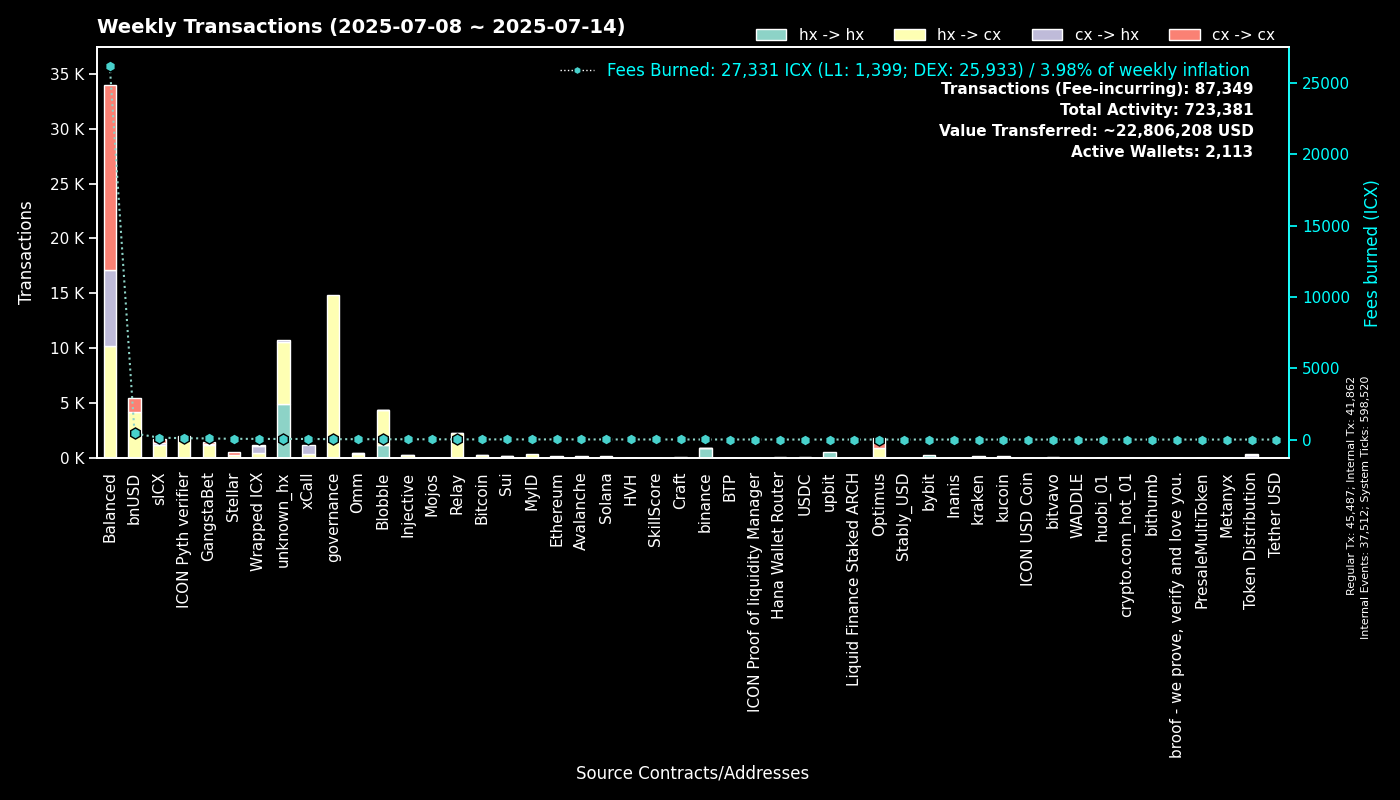 Weekly Transactions (2025-07-08 ~ 2025-07-14)
hx -> hx
hx -> cx
cx -> hx
cx -> cx
Fees Burned: 27,331 ICX (L1: 1,399; DEX: 25,933) / 3.98% of weekly inflation
Transactions (Fee-incurring): 87,349
Total Activity: 723,381
Value Transferred: ~22,806,208 USD
Active Wallets: 2,113
Transactions
35 K
30 K
25 K
20 K
15 K
10 K
5 K
0 K
25000
20000
15000
10000
5000
0
Fees burned (ICX)
Regular Tx: 45,487; Internal Tx: 41,862
Internal Events: 37,512; System Ticks: 598,520
Balanced
bnUSD
sICX
ICON Pyth verifier
GangstaBet
Stellar
Wrapped ICX
unknown_hx
xCall
governance
Omm
Blobble
Injective
Mojos
Relay
Bitcoin
Sui
MyID
Ethereum
Avalanche
Solana
HVH
SkillScore
Craft
binance
BTP
ICON Proof of liquidity Manager
Hana Wallet Router
USDC
upbit
Liquid Finance Staked ARCH
Optimus
Stably_USD
bybit
Inanis
kraken
kucoin
ICON USD Coin
bitvavo
WADDLE
huobi_01
crypto.com_hot_01
bithumb
broof - we prove, verify and love you.
PresaleMultiToken
Metanyx
Token Distribution
Tether USD
Source Contracts/Addresses